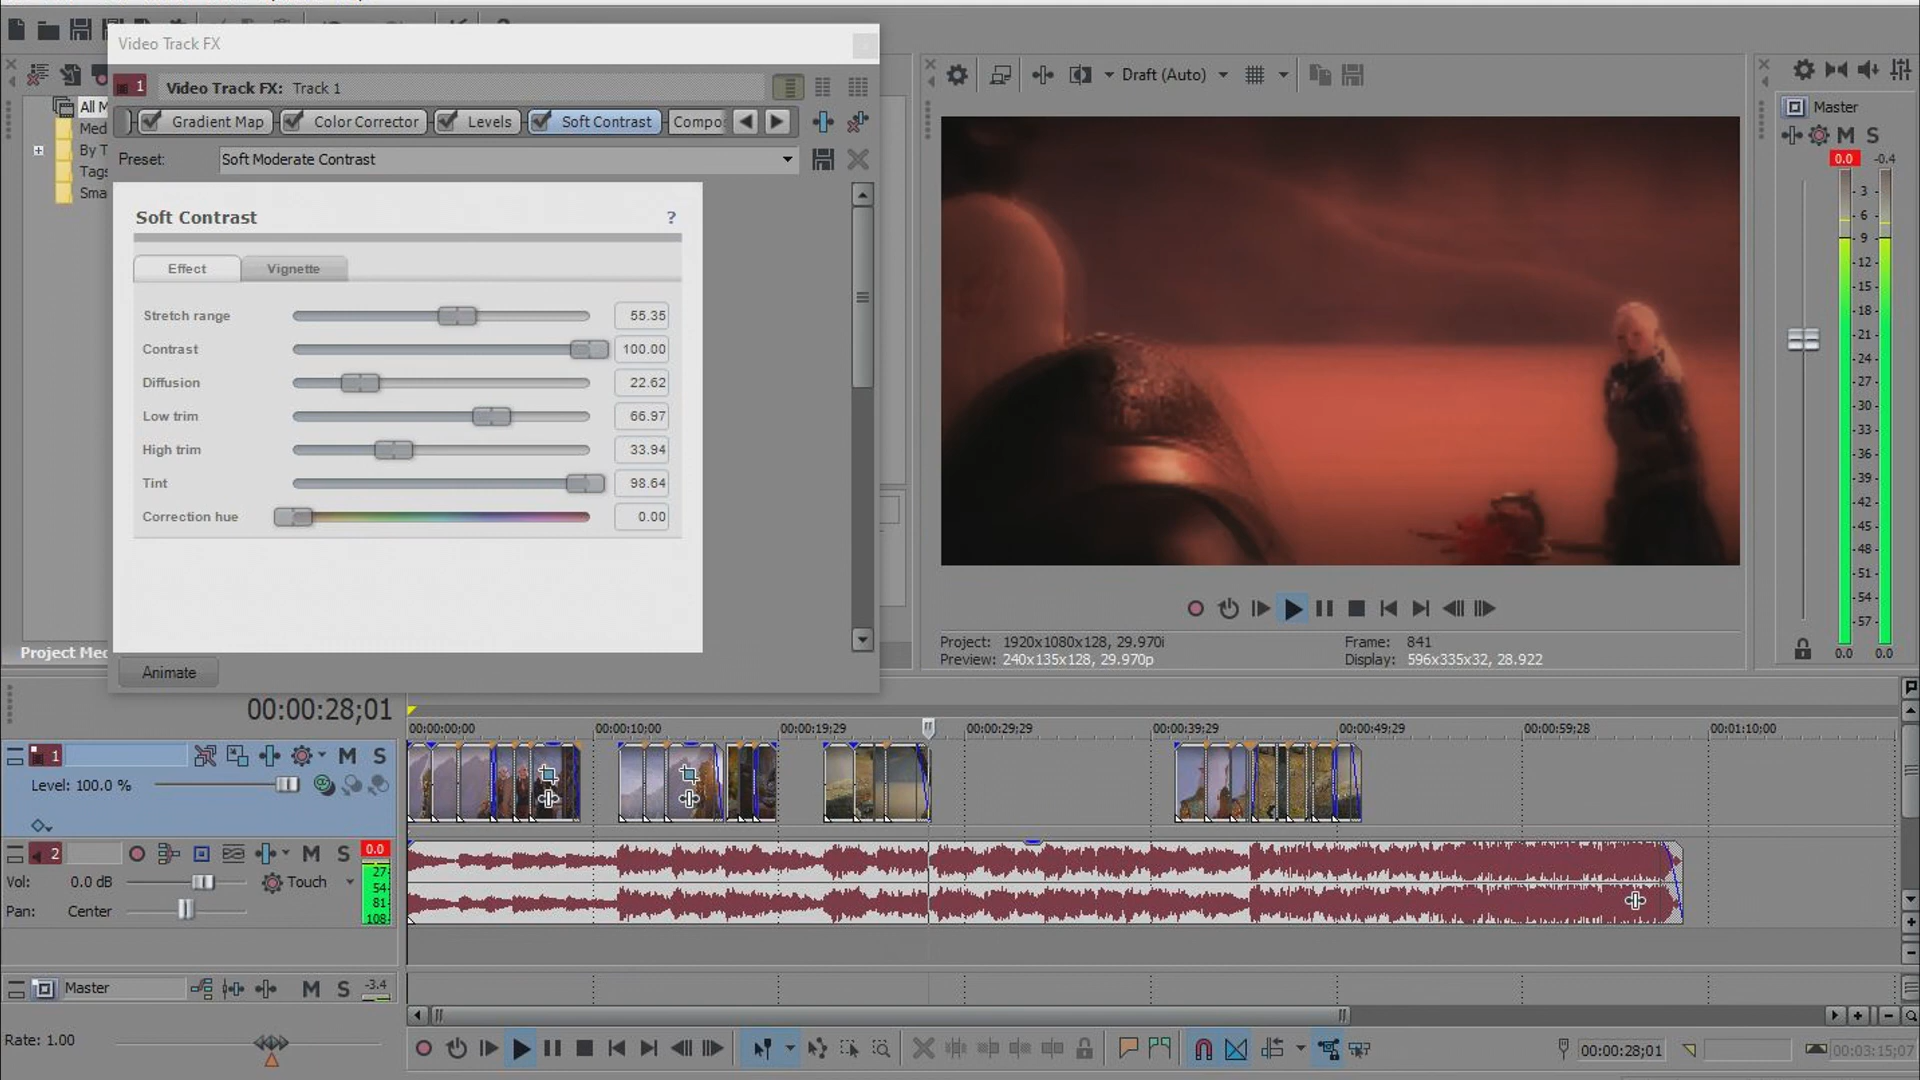 Video Track FX
1 Video Track FX: Track 1
Gradient Map Color Corrector Levels Soft Contrast Compo
Preset: Soft Moderate Contrast
All M
Med
By T
Tags
Sma
Soft Contrast ?
Effect Vignette
Stretch range 55.35
Contrast 100.00
Diffusion 22.62
Low trim 66.97
High trim 33.94
Tint 98.64
Correction hue 0.00
Project Med
Animate
Draft (Auto)
Project: 1920x1080x128, 29.970i
Preview: 240x135x128, 29.970p
Frame: 841
Display: 596x335x32, 28.922
Master
M S
0.0 -0.4
- 3 -
- 6 -
- 9 -
-12-
-15-
-18-
-21-
-24-
-27-
-30-
-33-
-36-
-39-
-42-
-45-
-48-
-51-
-54-
-57-
0.0 0.0
00:00:28;01
00:00:00;00 00:00:10;00 00:00:19;29 00:00:29;29 00:00:39;29 00:00:49;29 00:00:59;28 00:01:10;00
1 M S
Level: 100.0 %
2 M S 0.0
Vol: 0.0 dB Touch
Pan: Center
27
54
81
108
Master M S -3.4
Rate: 1.00
00:00:28;01
00:03:15;07